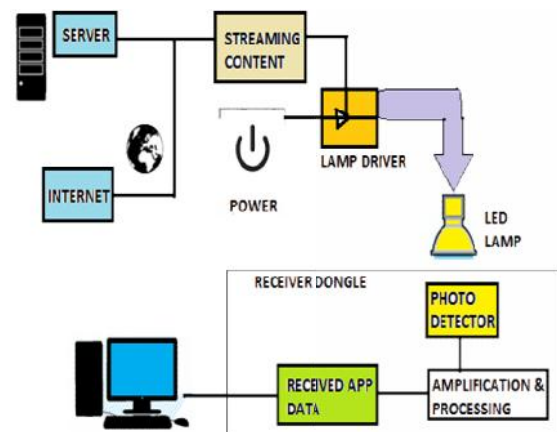 SERVER
STREAMING
CONTENT
LAMP DRIVER
INTERNET
POWER
LED
LAMP
RECEIVER DONGLE
PHOTO
DETECTOR
RECEIVED APP
DATA
AMPLIFICATION &
PROCESSING